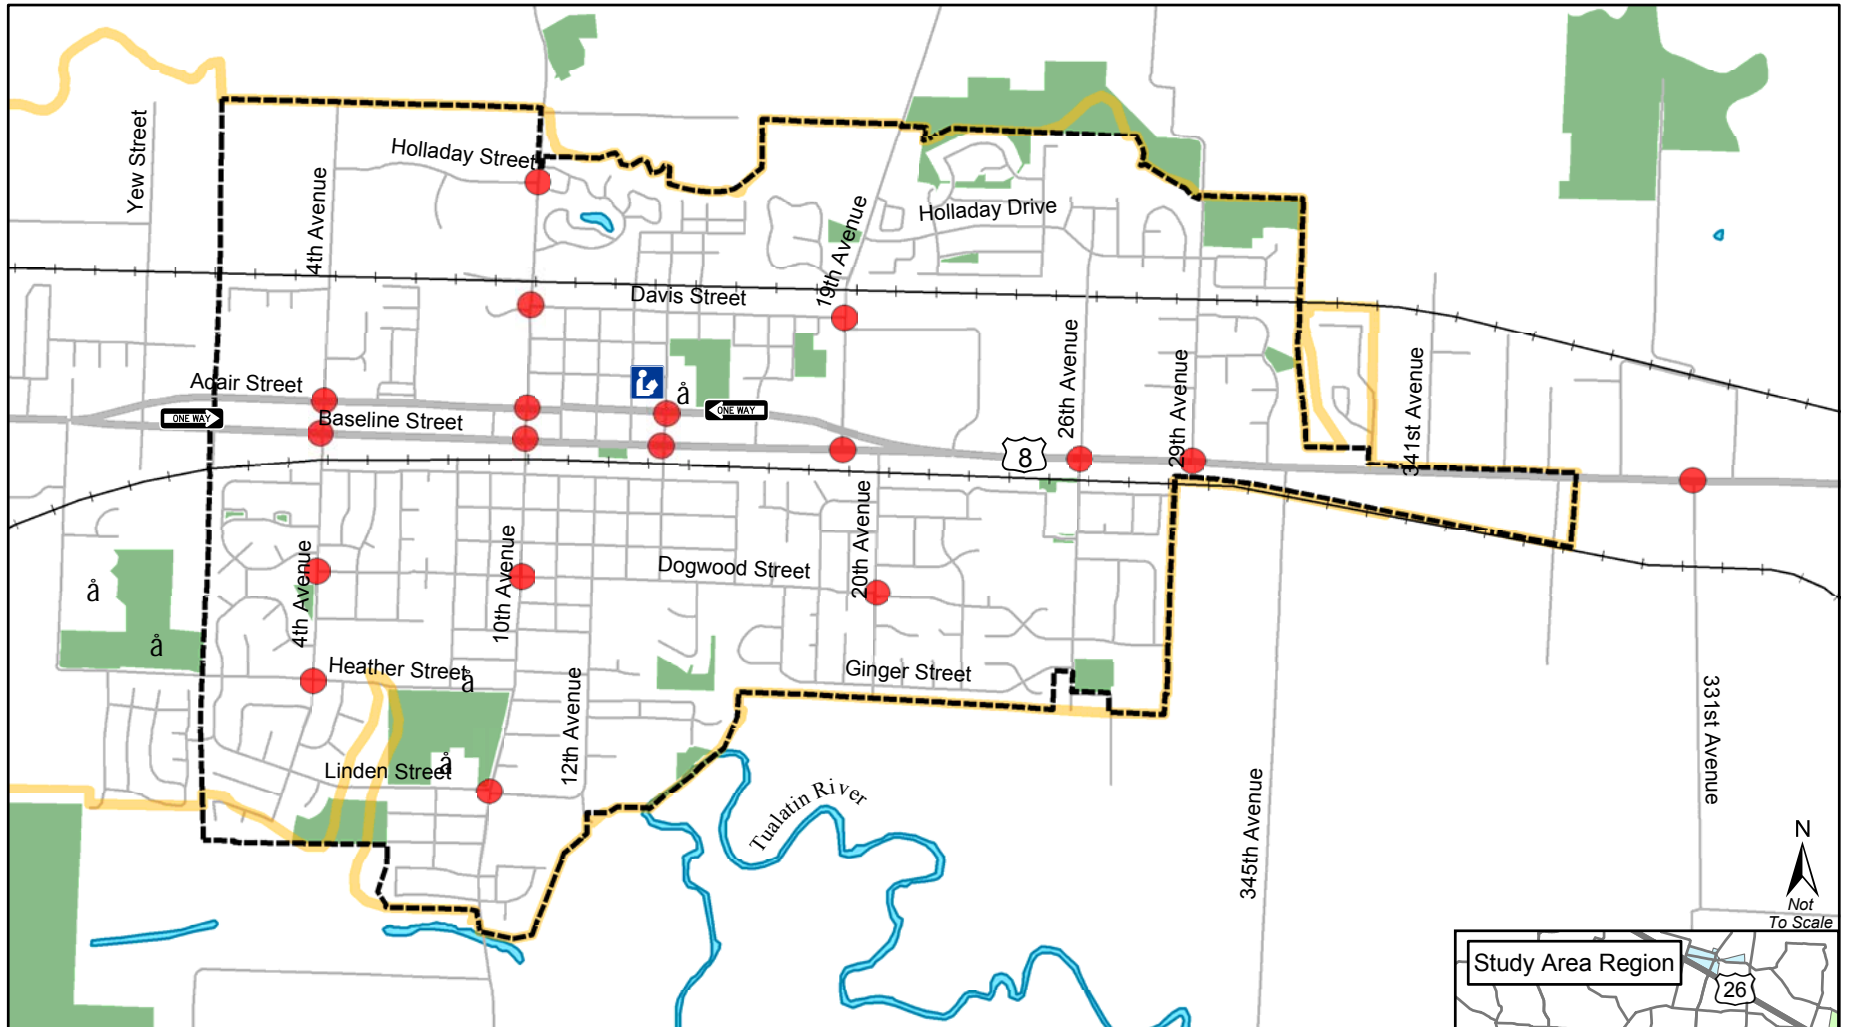 Yew Street
Holladay Street
4th Avenue
19th Avenue
Holladay Drive
Davis Street
Adair Street
ONE WAY
Baseline Street
å
ONE WAY
8
26th Avenue
29th Avenue
341st Avenue
å
å
4th Avenue
10th Avenue
Dogwood Street
20th Avenue
Heather Street
å
Ginger Street
12th Avenue
Linden Street
å
Tualatin River
345th Avenue
331st Avenue
N
Not
To Scale
Study Area Region
26